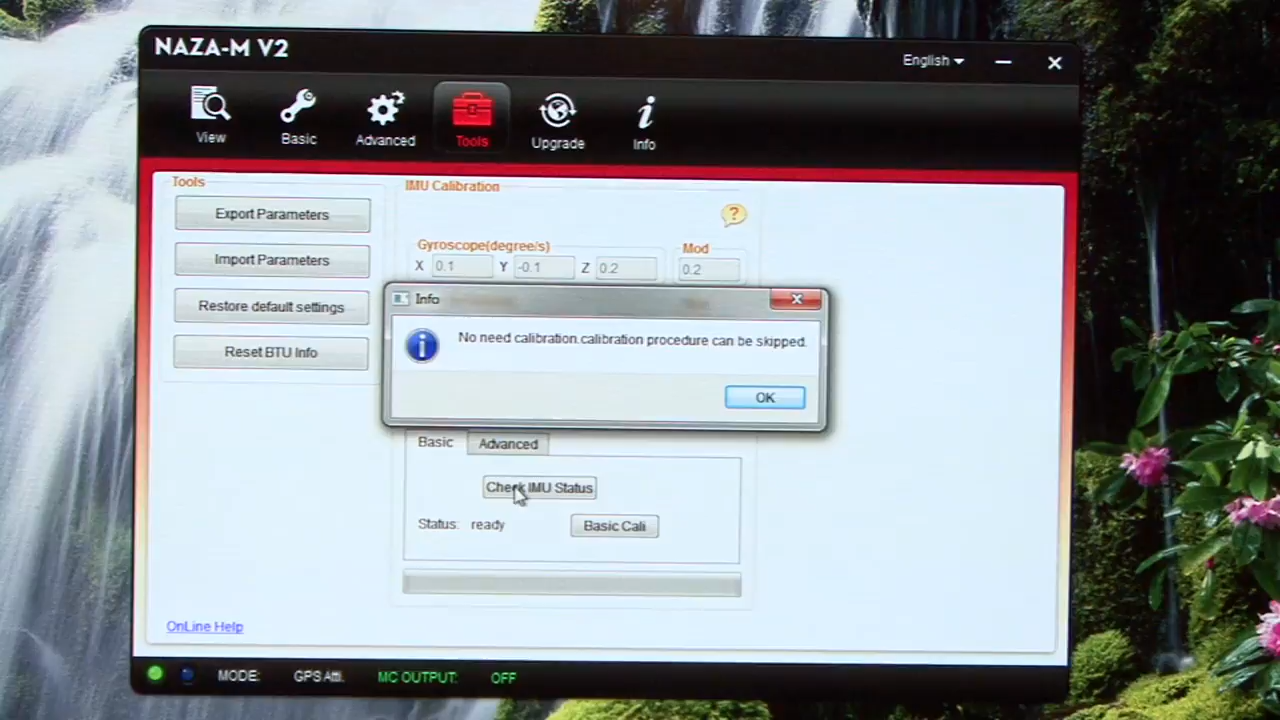 NAZA-M V2
English
View
Basic
Advanced
Tools
Upgrade
Info
Tools
Export Parameters
Import Parameters
Restore default settings
Reset BTU Info
IMU Calibration
?
Gyroscope(degree/s)
Mod
X 0.1 Y -0.1 Z 0.2
0.2
Info
No need calibration.calibration procedure can be skipped.
OK
Basic
Advanced
Check IMU Status
Status: ready
Basic Cali
OnLine Help
MODE: GPS Atti. MC OUTPUT: OFF